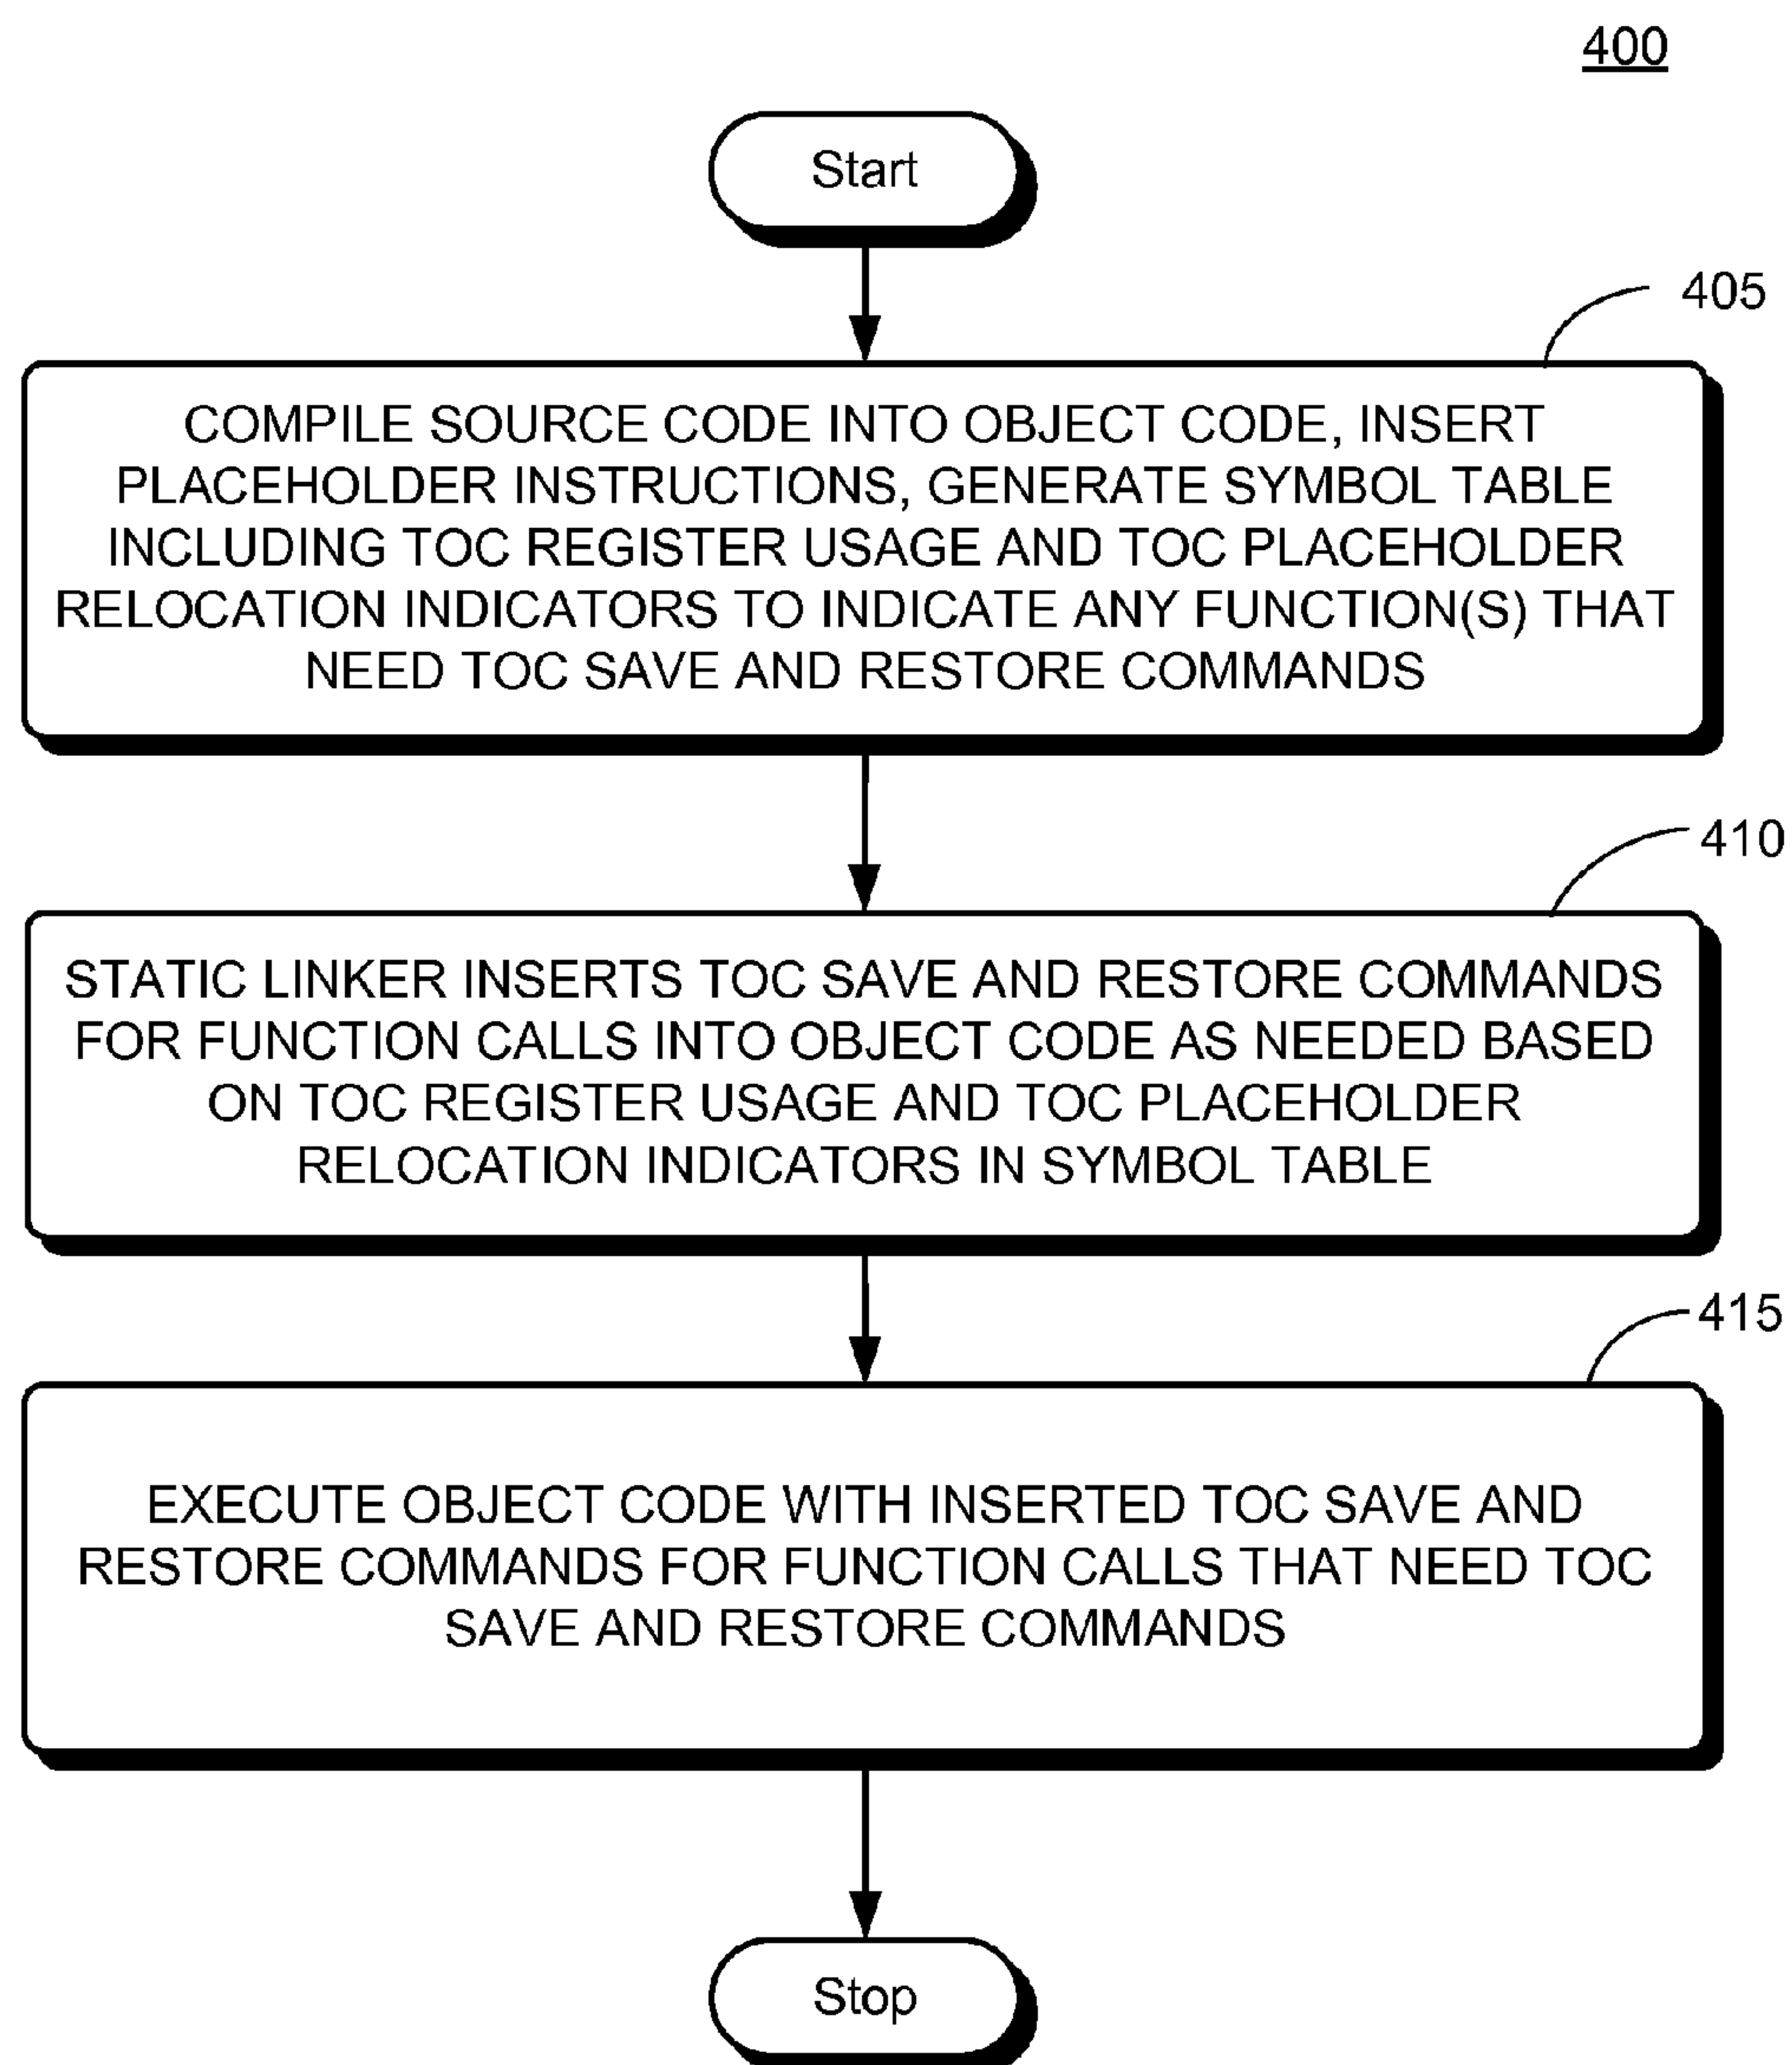 400
Start
405
COMPILE SOURCE CODE INTO OBJECT CODE, INSERT
PLACEHOLDER INSTRUCTIONS, GENERATE SYMBOL TABLE
INCLUDING TOC REGISTER USAGE AND TOC PLACEHOLDER
RELOCATION INDICATORS TO INDICATE ANY FUNCTION(S) THAT
NEED TOC SAVE AND RESTORE COMMANDS
410
STATIC LINKER INSERTS TOC SAVE AND RESTORE COMMANDS
FOR FUNCTION CALLS INTO OBJECT CODE AS NEEDED BASED
ON TOC REGISTER USAGE AND TOC PLACEHOLDER
RELOCATION INDICATORS IN SYMBOL TABLE
415
EXECUTE OBJECT CODE WITH INSERTED TOC SAVE AND
RESTORE COMMANDS FOR FUNCTION CALLS THAT NEED TOC
SAVE AND RESTORE COMMANDS
Stop